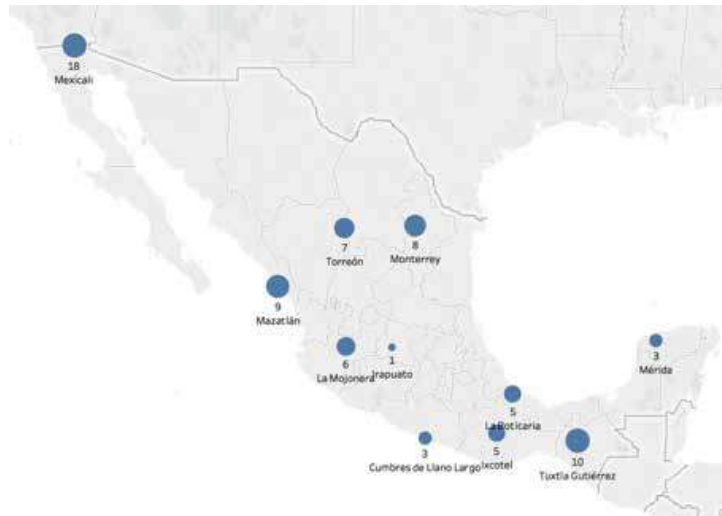 18
Mexicali
7
Torreón
8
Monterrey
9
Mazatlán
6
La Mojonera
1
Irapuato
3
Mérida
5
La Boticaria
3
Cumbres de Llano Largo
5
Ixcotel
10
Tuxtla Gutiérrez